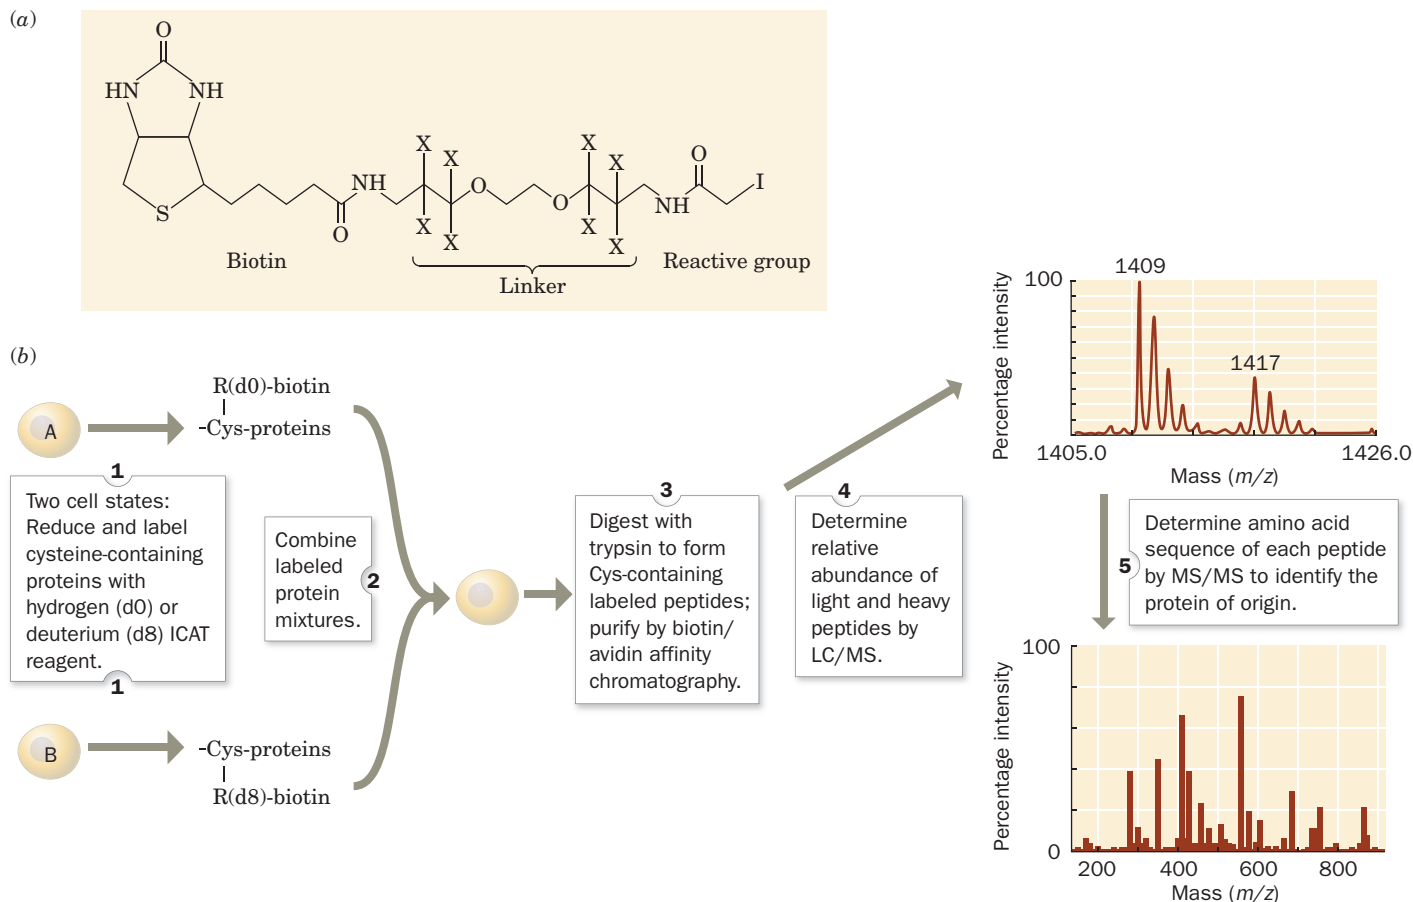 (a)
O
HN
NH
S
O
NH
X
X
X
X
O
O
X
X
X
X
NH
O
I
Biotin
Linker
Reactive group
(b)
A
R(d0)-biotin
-Cys-proteins
1
Two cell states:
Reduce and label
cysteine-containing
proteins with
hydrogen (d0) or
deuterium (d8) ICAT
reagent.
1
B
-Cys-proteins
R(d8)-biotin
2
Combine
labeled
protein
mixtures.
3
Digest with
trypsin to form
Cys-containing
labeled peptides;
purify by biotin/
avidin affinity
chromatography.
4
Determine
relative
abundance of
light and heavy
peptides by
LC/MS.
Percentage intensity
100
1409
1417
1405.0
1426.0
Mass (m/z)
5
Determine amino acid
sequence of each peptide
by MS/MS to identify the
protein of origin.
Percentage intensity
100
0
200 400 600 800
Mass (m/z)